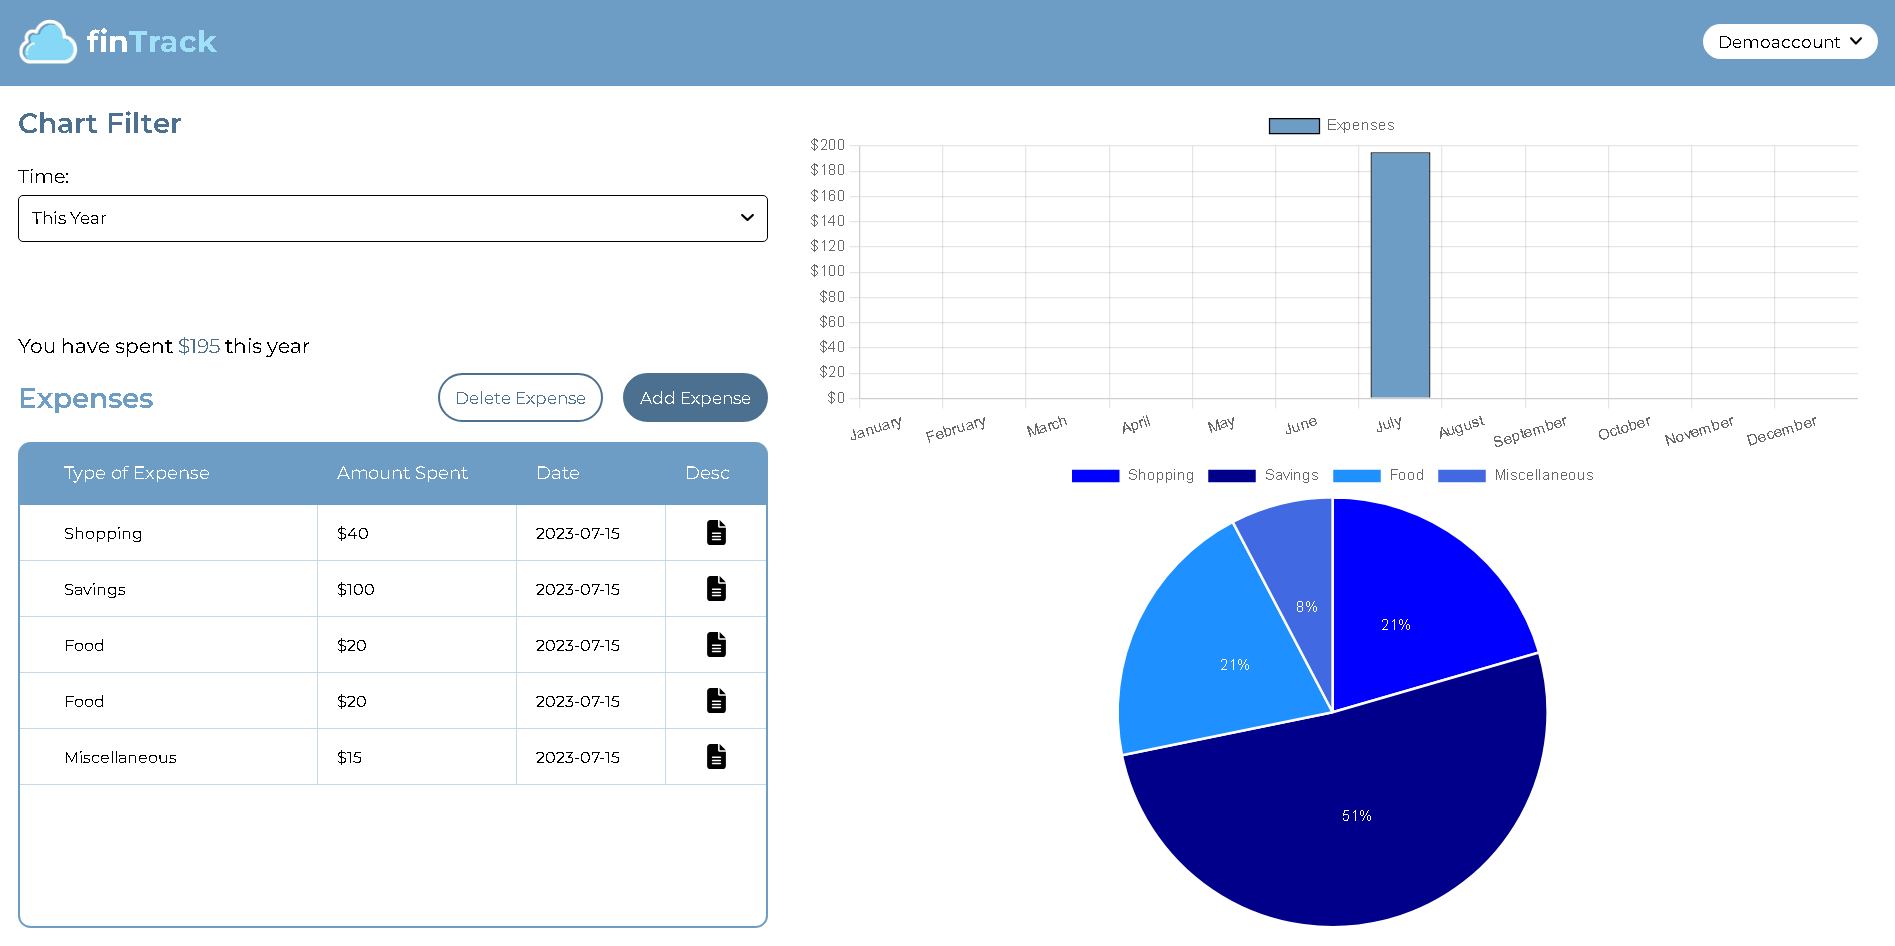 finTrack
Demoaccount
Chart Filter
Time:
This Year
You have spent $195 this year
Expenses
Delete Expense
Add Expense
Type of Expense Amount Spent Date Desc
Shopping $40 2023-07-15
Savings $100 2023-07-15
Food $20 2023-07-15
Food $20 2023-07-15
Miscellaneous $15 2023-07-15
Expenses
$200
$180
$160
$140
$120
$100
$80
$60
$40
$20
$0
January February March April May June July August September October November December
Shopping Savings Food Miscellaneous
8%
21%
21%
51%